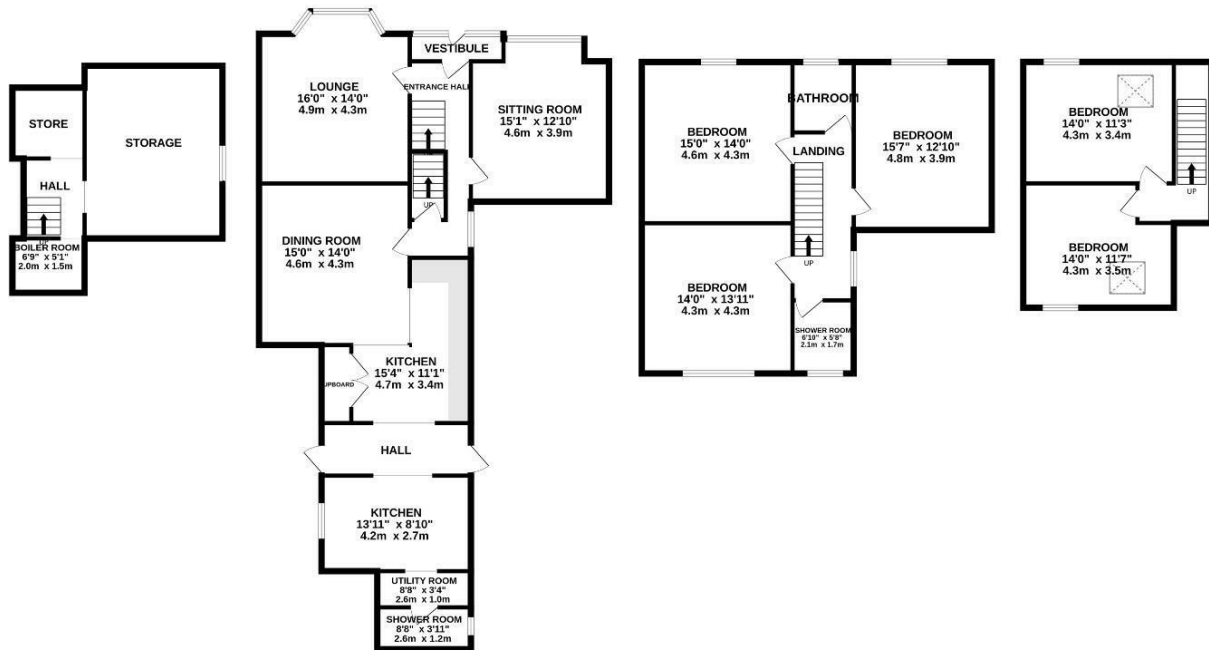 STORE
STORAGE
HALL
UP
BOILER ROOM
6'9" x 5'1"
2.0m x 1.5m
VESTIBULE
LOUNGE
16'0" x 14'0"
4.9m x 4.3m
ENTRANCE HALL
SITTING ROOM
15'1" x 12'10"
4.6m x 3.9m
UP
DINING ROOM
15'0" x 14'0"
4.6m x 4.3m
KITCHEN
15'4" x 11'1"
4.7m x 3.4m
UPBOARD
HALL
KITCHEN
13'11" x 8'10"
4.2m x 2.7m
UTILITY ROOM
8'8" x 3'4"
2.6m x 1.0m
SHOWER ROOM
8'8" x 3'11"
2.6m x 1.2m
BEDROOM
15'0" x 14'0"
4.6m x 4.3m
BATHROOM
LANDING
BEDROOM
15'7" x 12'10"
4.8m x 3.9m
UP
BEDROOM
14'0" x 13'11"
4.3m x 4.3m
SHOWER ROOM
6'10" x 5'8"
2.1m x 1.7m
BEDROOM
14'0" x 11'3"
4.3m x 3.4m
UP
BEDROOM
14'0" x 11'7"
4.3m x 3.5m